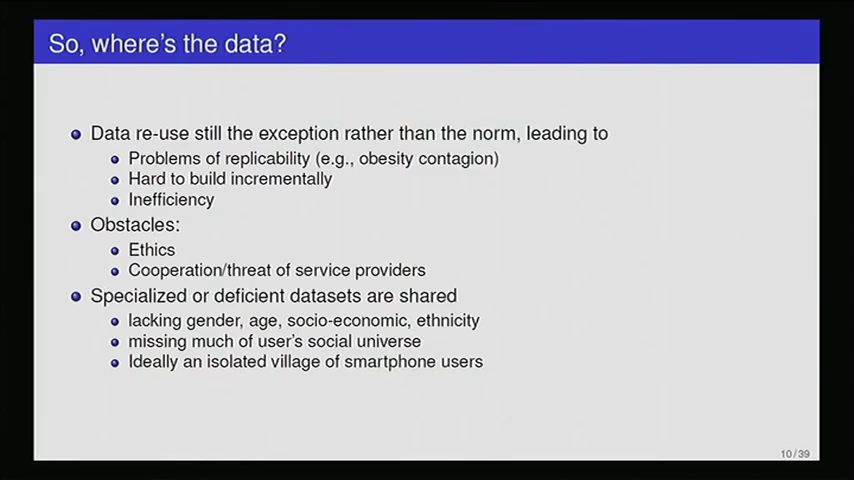 So, where's the data?
Data re-use still the exception rather than the norm, leading to
Problems of replicability (e.g., obesity contagion)
Hard to build incrementally
Inefficiency
Obstacles:
Ethics
Cooperation/threat of service providers
Specialized or deficient datasets are shared
lacking gender, age, socio-economic, ethnicity
missing much of user's social universe
Ideally an isolated village of smartphone users
10/39